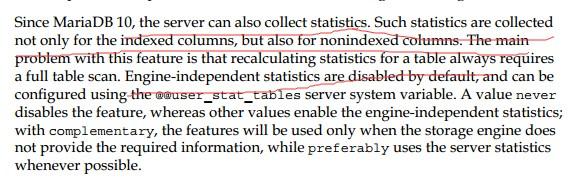 Since MariaDB 10, the server can also collect statistics. Such statistics are collected
not only for the indexed columns, but also for nonindexed columns. The main
problem with this feature is that recalculating statistics for a table always requires
a full table scan. Engine-independent statistics are disabled by default, and can be
configured using the @@user_stat_tables server system variable. A value never
disables the feature, whereas other values enable the engine-independent statistics;
with complementary, the features will be used only when the storage engine does
not provide the required information, while preferably uses the server statistics
whenever possible.